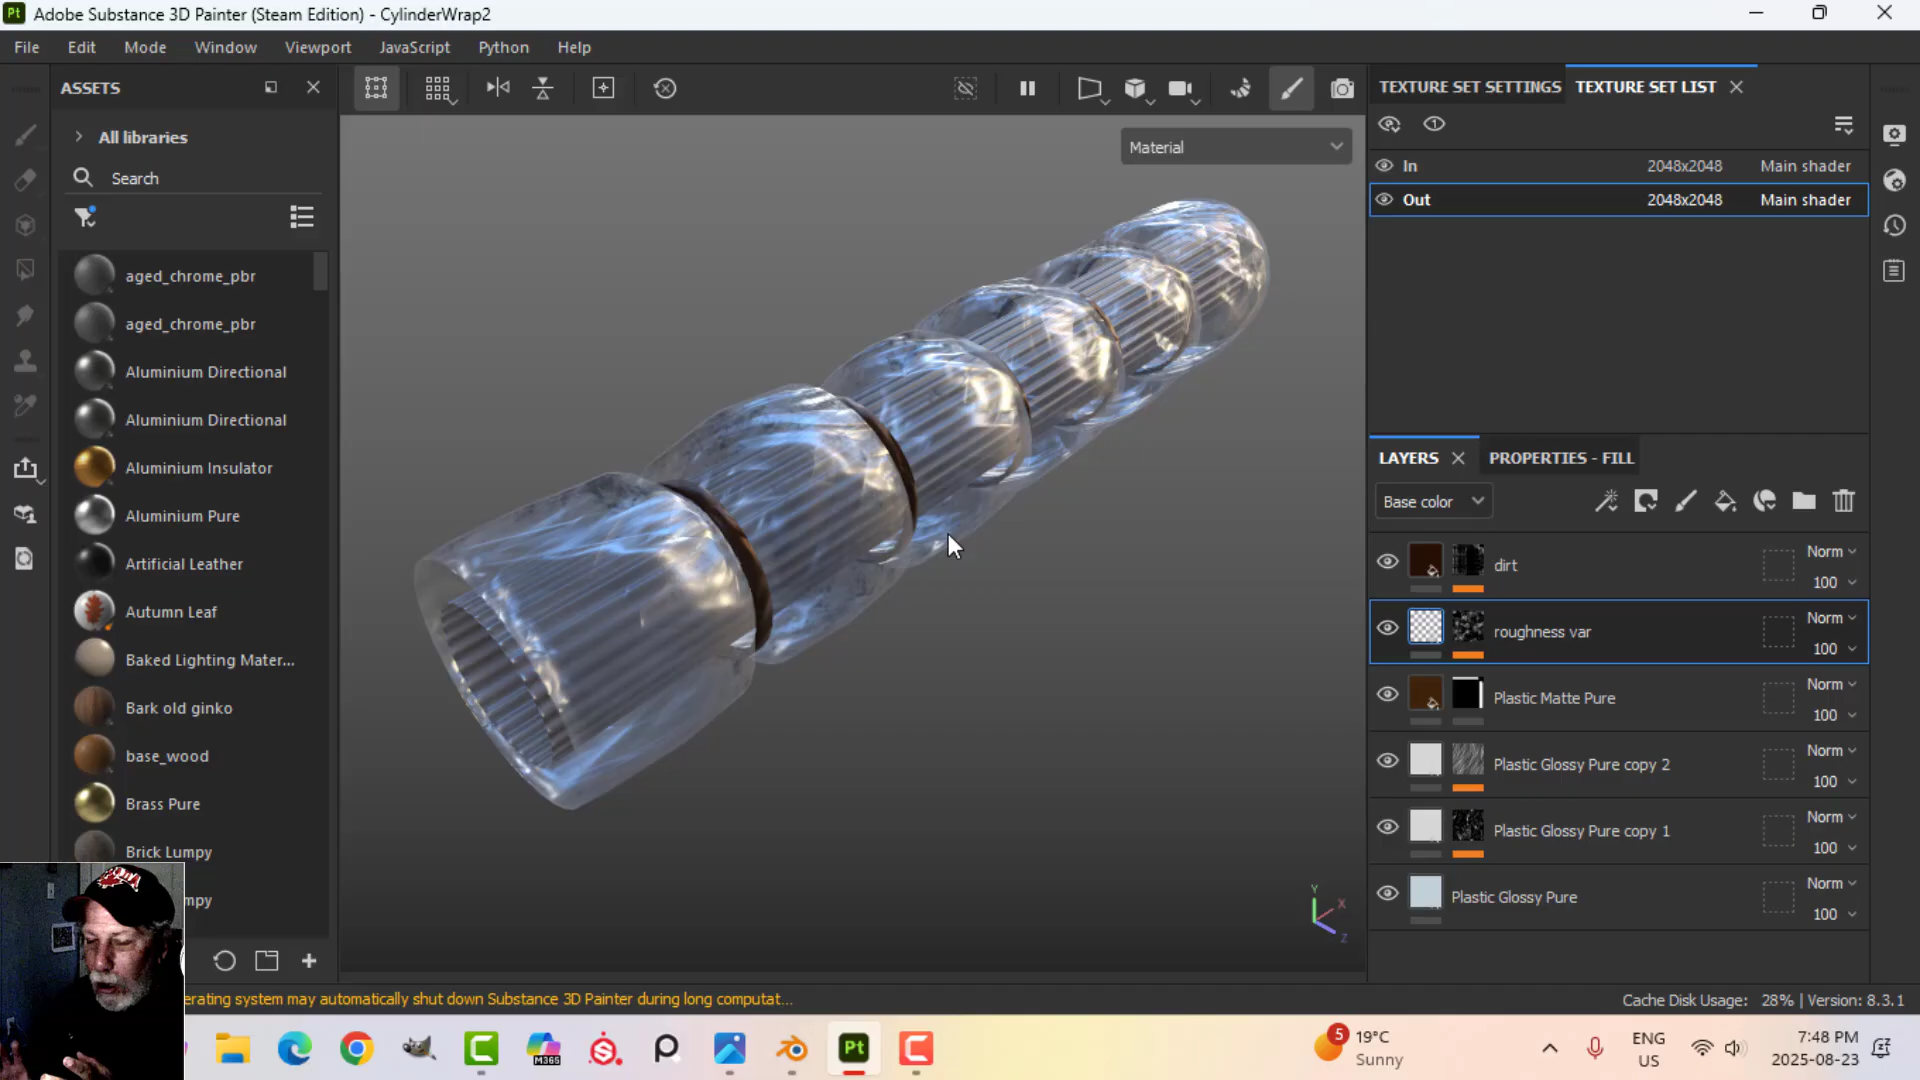 Pt Adobe Substance 3D Painter (Steam Edition) - CylinderWrap2
File Edit Mode Window Viewport JavaScript Python Help
ASSETS
All libraries
Search
aged_chrome_pbr
aged_chrome_pbr
Aluminium Directional
Aluminium Directional
Aluminium Insulator
Aluminium Pure
Artificial Leather
Autumn Leaf
Baked Lighting Mater...
Bark old ginko
base_wood
Brass Pure
Brick Lumpy
mpy
Material
Y
X
Z
TEXTURE SET SETTINGS TEXTURE SET LIST
In 2048x2048 Main shader
Out 2048x2048 Main shader
LAYERS PROPERTIES - FILL
Base color
dirt Norm 100
roughness var Norm 100
Plastic Matte Pure Norm 100
Plastic Glossy Pure copy 2 Norm 100
Plastic Glossy Pure copy 1 Norm 100
Plastic Glossy Pure Norm 100
erating system may automatically shut down Substance 3D Painter during long computat...
Cache Disk Usage: 28% | Version: 8.3.1
M365
Pt
5
19°C
Sunny
ENG
US
7:48 PM
2025-08-23